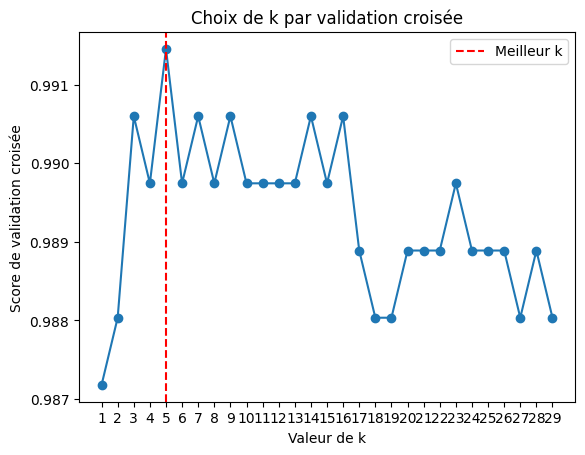 Choix de k par validation croisée
Meilleur k
Score de validation croisée
0.991
0.990
0.989
0.988
0.987
1 2 3 4 5 6 7 8 9 10 11 12 13 14 15 16 17 18 19 20 21 22 23 24 25 26 27 28 29
Valeur de k